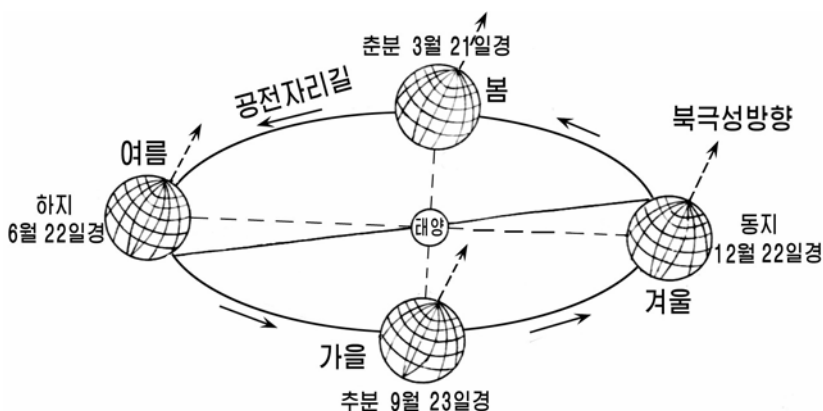 춘분 3월 21일경
봄
공전자리길
여름
하지
6월 22일경
북극성방향
태양
동지
12월 22일경
겨울
가을
추분 9월 23일경